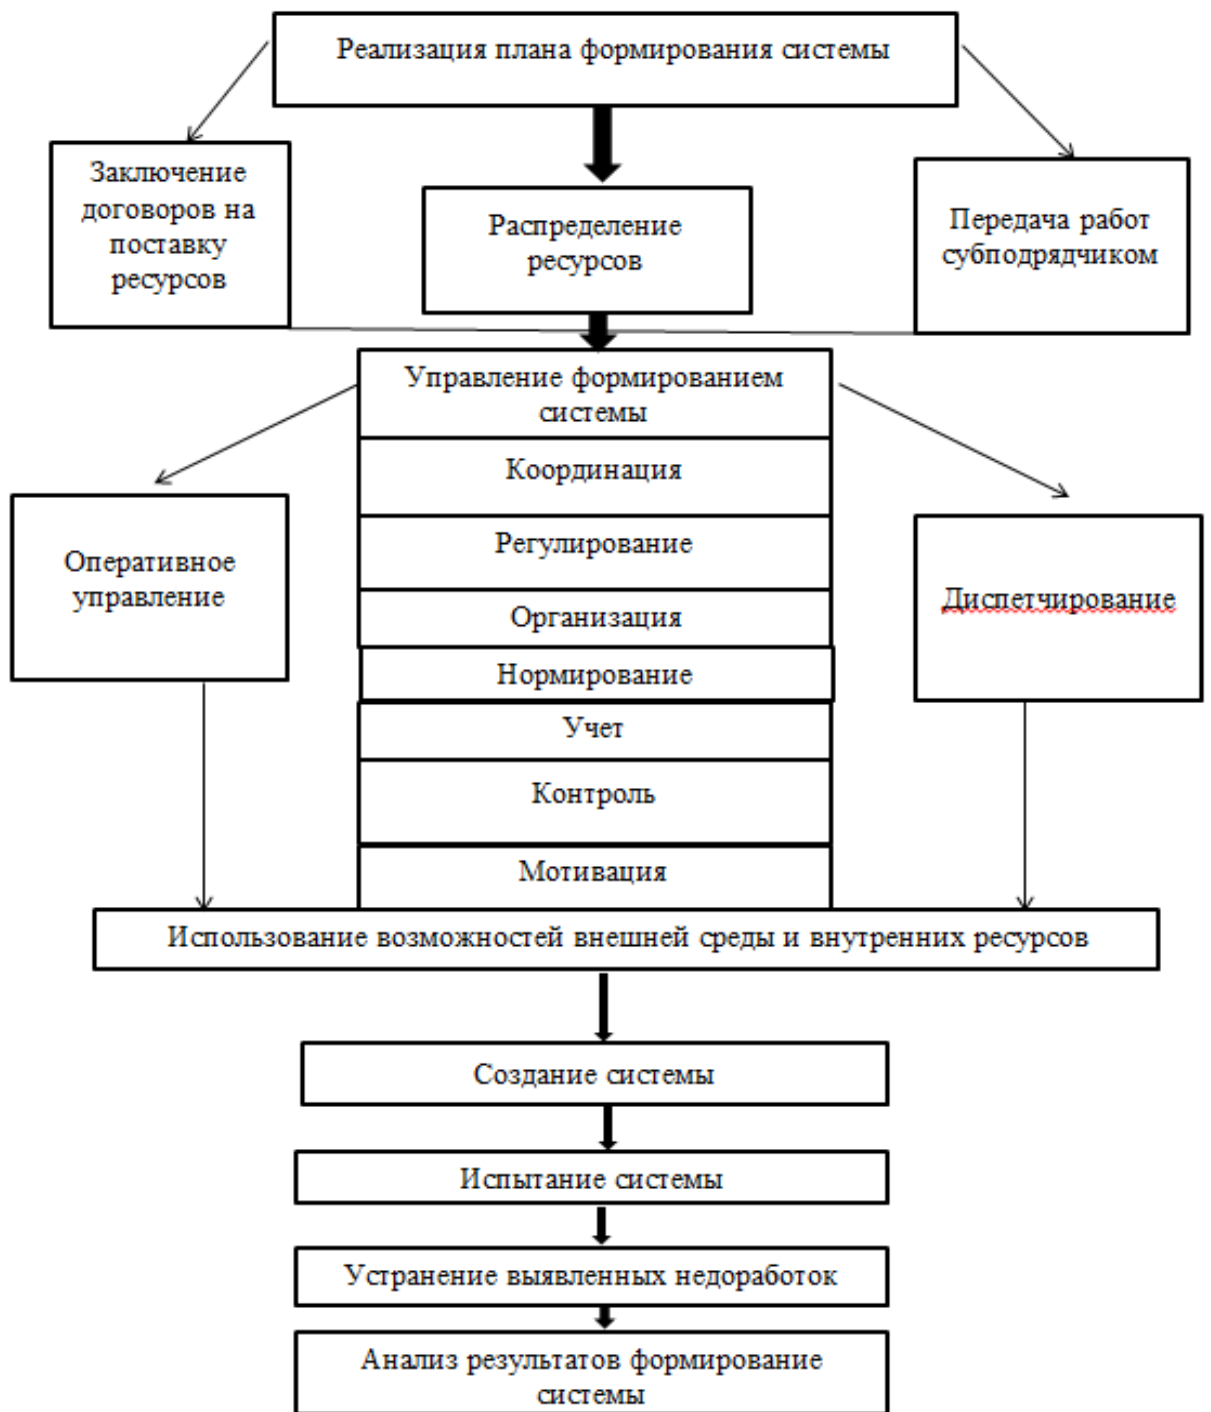 Реализация плана формирования системы
Заключение
договоров на
поставку
ресурсов
Распределение
ресурсов
Передача работ
субподрядчиком
Управление формированием
системы
Координация
Регулирование
Организация
Нормирование
Учет
Контроль
Мотивация
Оперативное
управление
Диспетчирование
Использование возможностей внешней среды и внутренних ресурсов
Создание системы
Испытание системы
Устранение выявленных недоработок
Анализ результатов формирование
системы